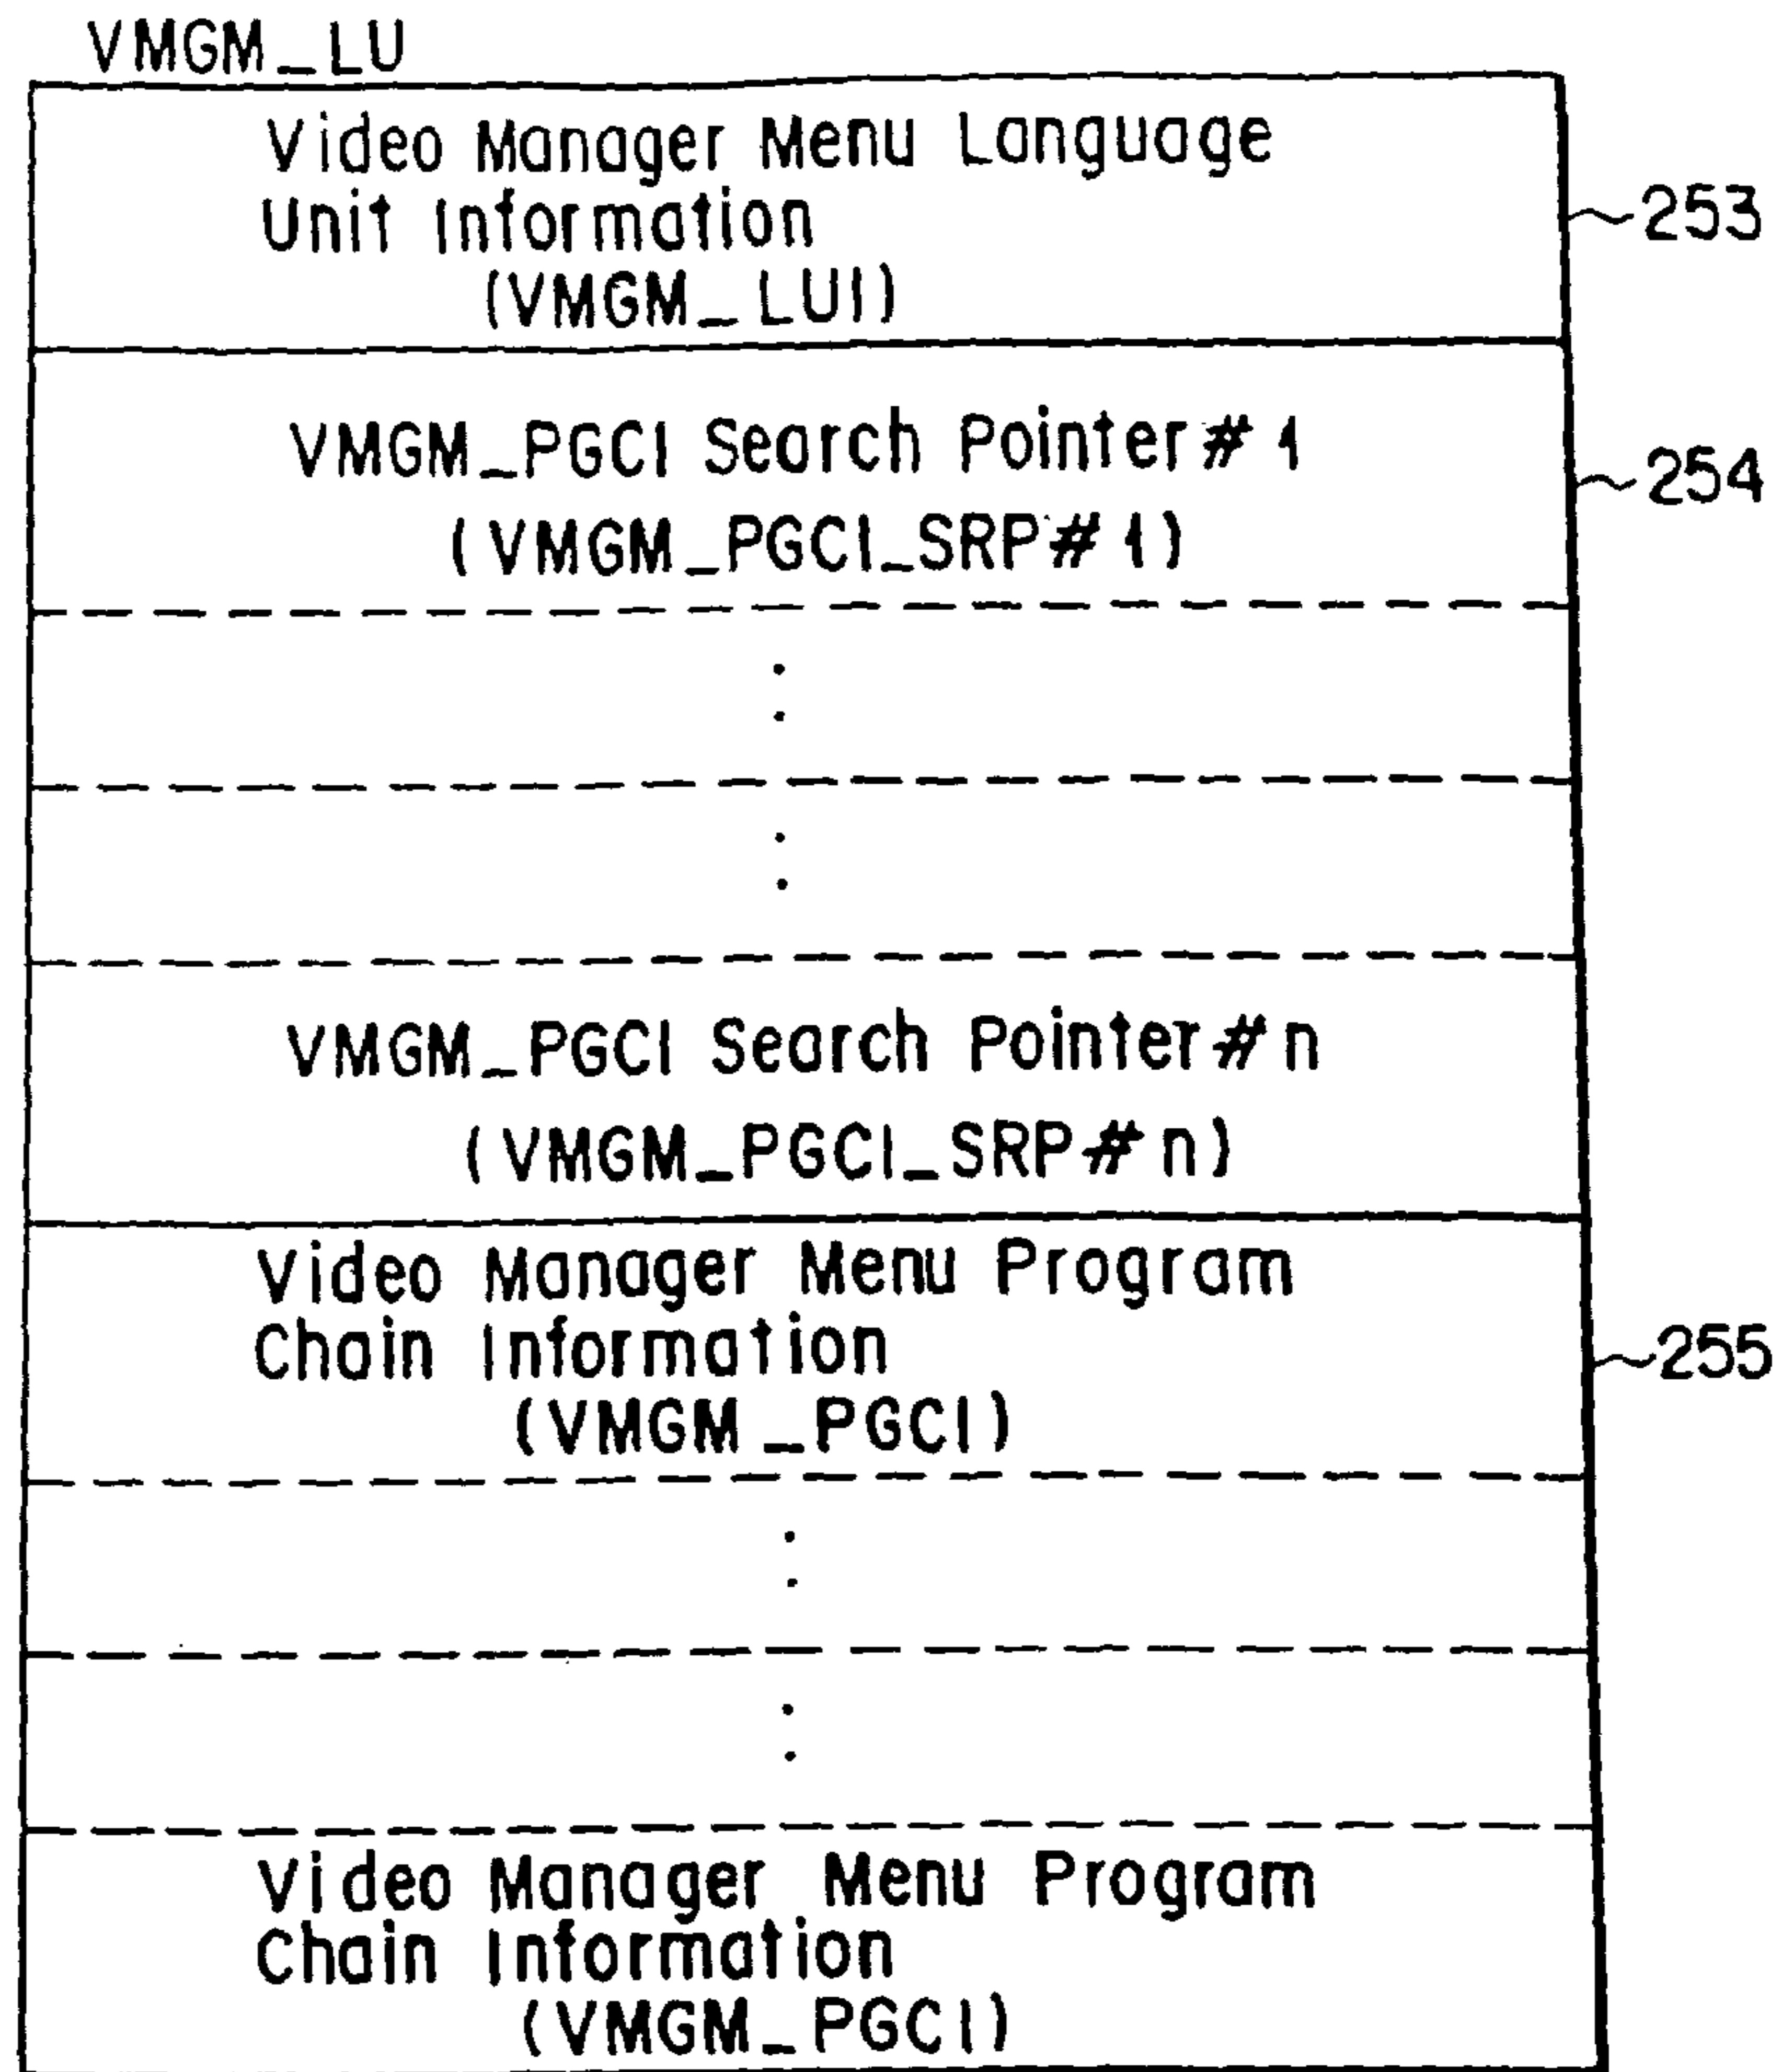 VMGM_LU
Video Manager Menu Language
Unit Information
(VMGM_LUI)
253
VMGM_PGCI Search Pointer #1
(VMGM_PGCI_SRP#1)
254
VMGM_PGCI Search Pointer #n
(VMGM_PGCI_SRP#n)
Video Manager Menu Program
Chain Information
(VMGM_PGCI)
255
Video Manager Menu Program
Chain Information
(VMGM_PGCI)